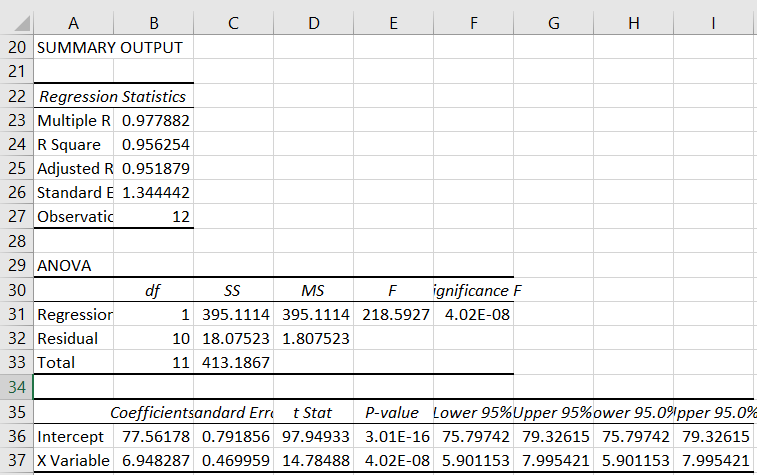 A B C D E F G H I
20 SUMMARY OUTPUT
21
22 Regression Statistics
23 Multiple R 0.977882
24 R Square 0.956254
25 Adjusted R 0.951879
26 Standard E 1.344442
27 Observatio 12
28
29 ANOVA
30 df SS MS F ignificance F
31 Regression 1 395.1114 395.1114 218.5927 4.02E-08
32 Residual 10 18.07523 1.807523
33 Total 11 413.1867
34
35 Coefficients andard Erro t Stat P-value Lower 95% Upper 95% ower 95.0% pper 95.0%
36 Intercept 77.56178 0.791856 97.94933 3.01E-16 75.79742 79.32615 75.79742 79.32615
37 X Variable 6.948287 0.469959 14.78488 4.02E-08 5.901153 7.995421 5.901153 7.995421